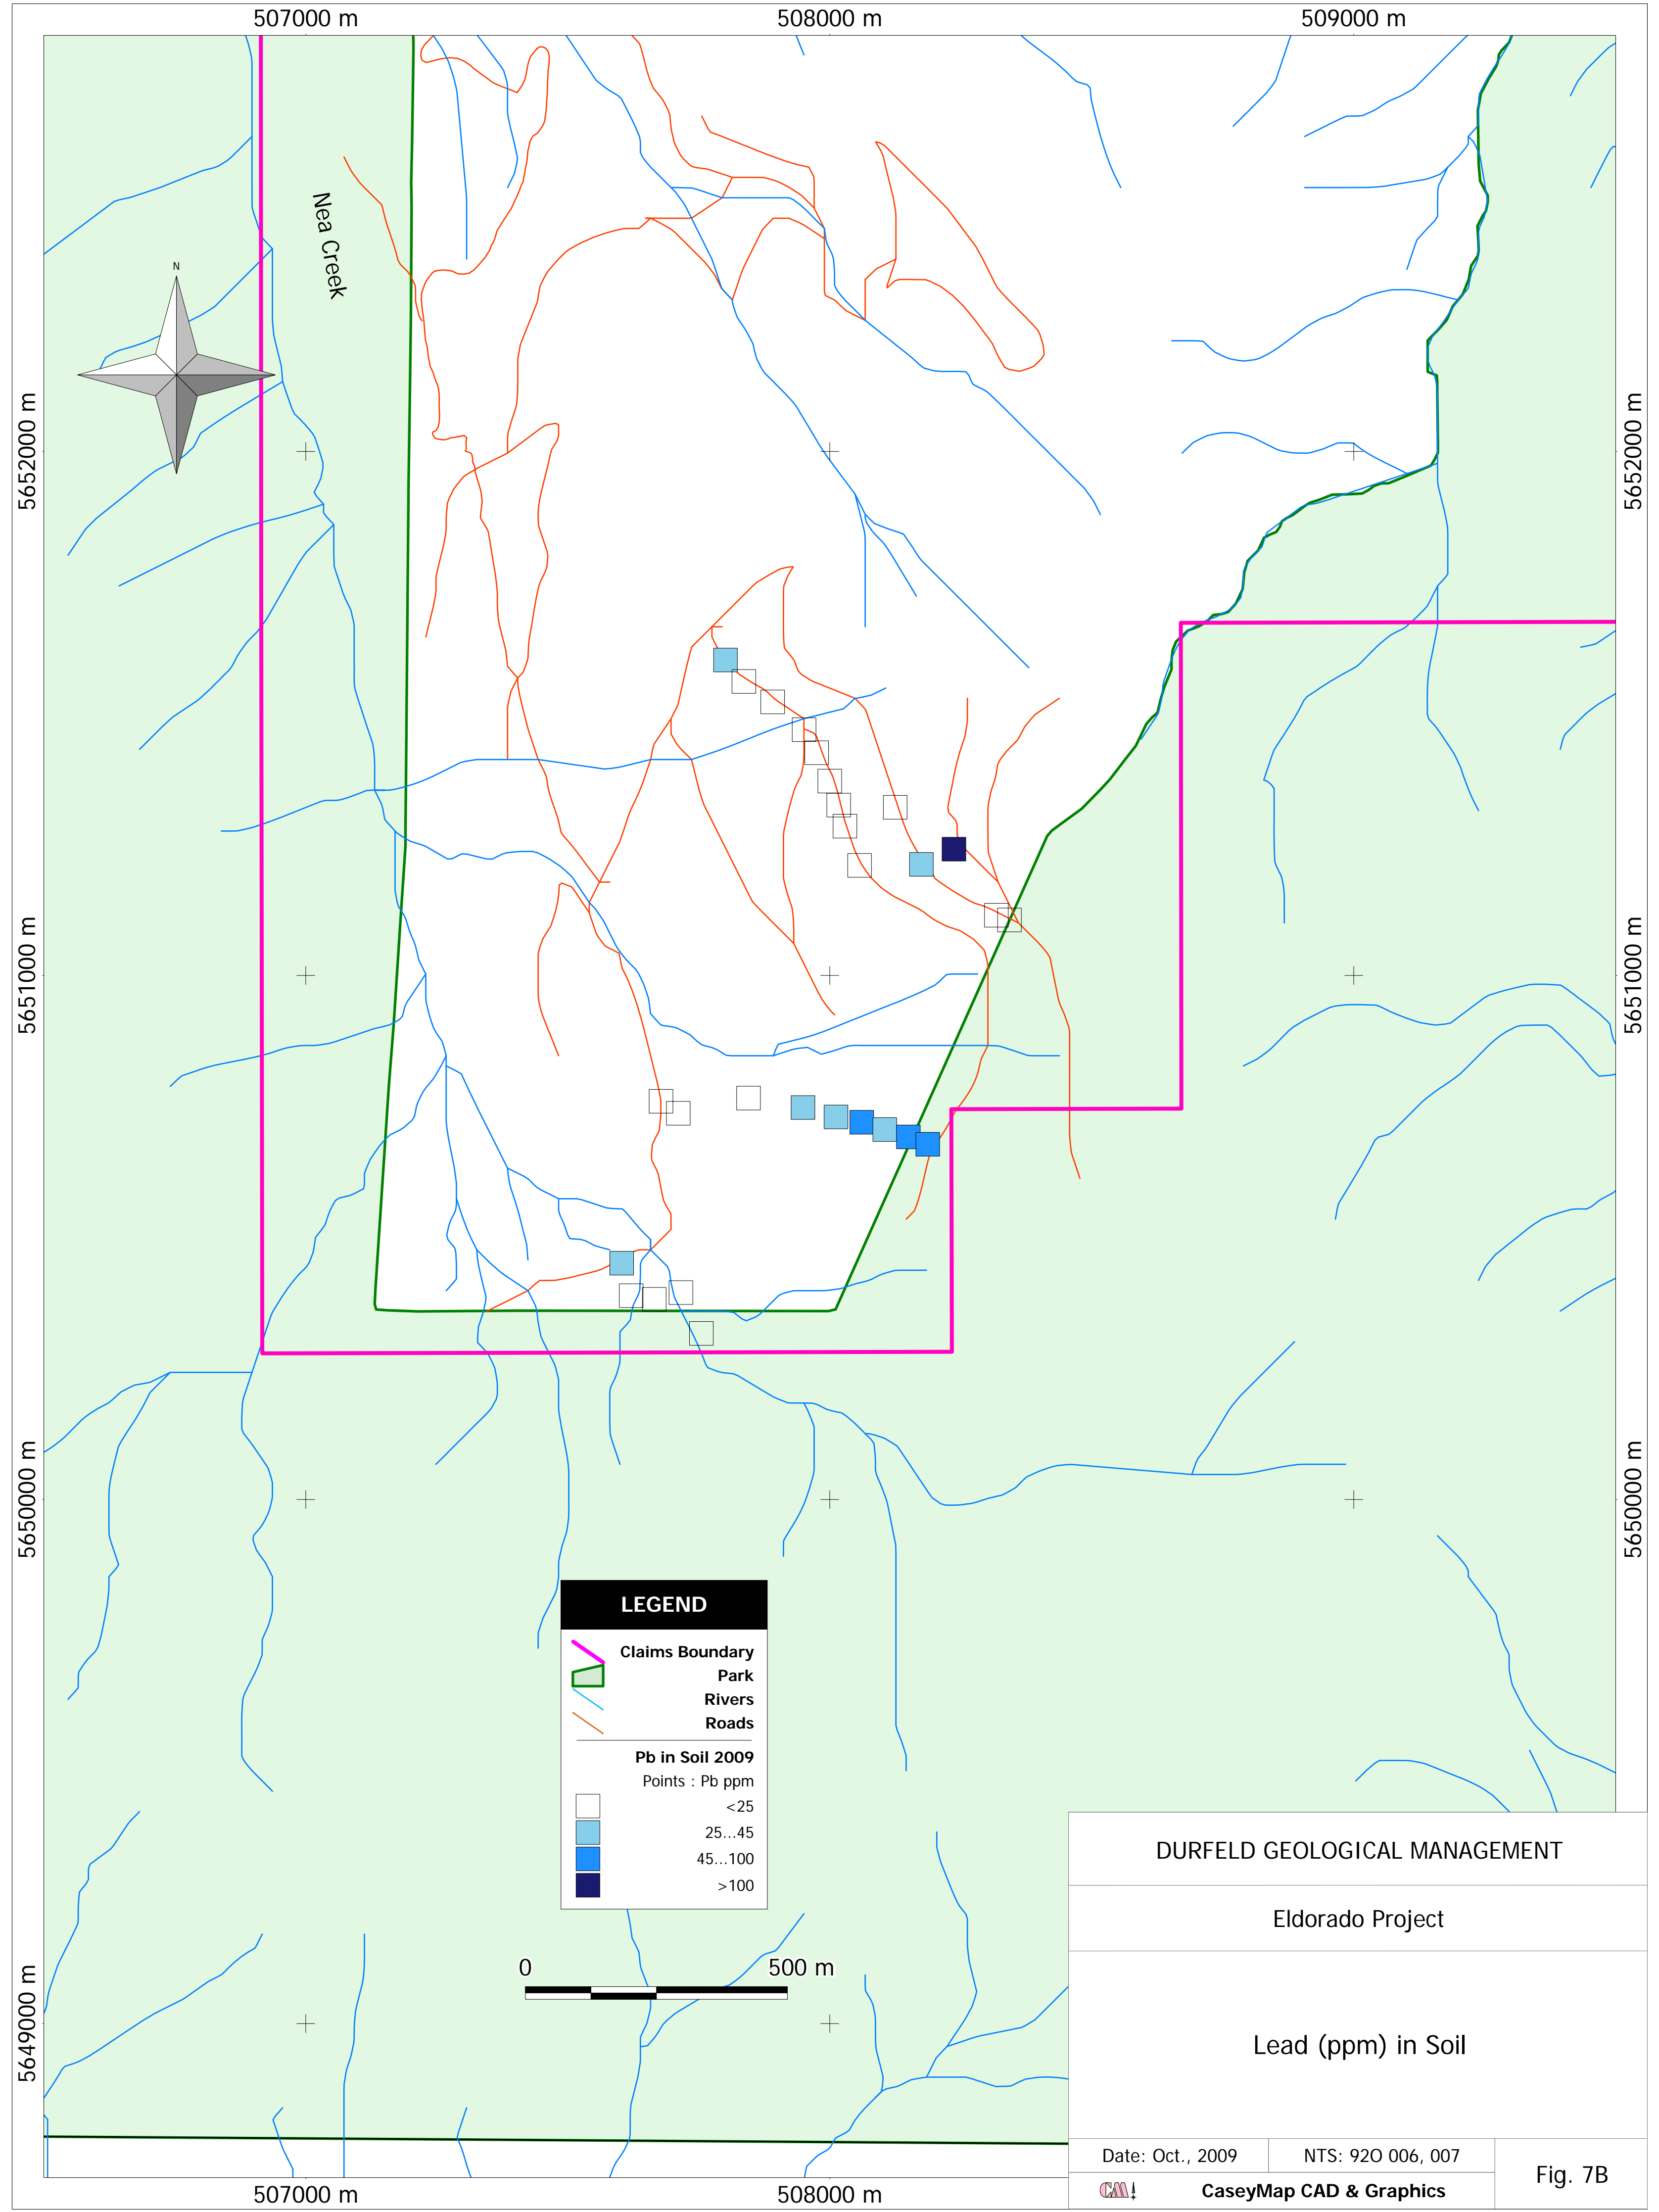 507000 m
508000 m
509000 m
Nea Creek
N
5652000 m
5652000 m
5651000 m
5651000 m
5650000 m
5650000 m
LEGEND
Claims Boundary
Park
Rivers
Roads
Pb in Soil 2009
Points : Pb ppm
<25
25...45
45...100
>100
0 500 m
5649000 m
DURFELD GEOLOGICAL MANAGEMENT
Eldorado Project
Lead (ppm) in Soil
Date: Oct., 2009
NTS: 92O 006, 007
CM
CaseyMap CAD & Graphics
Fig. 7B
507000 m
508000 m